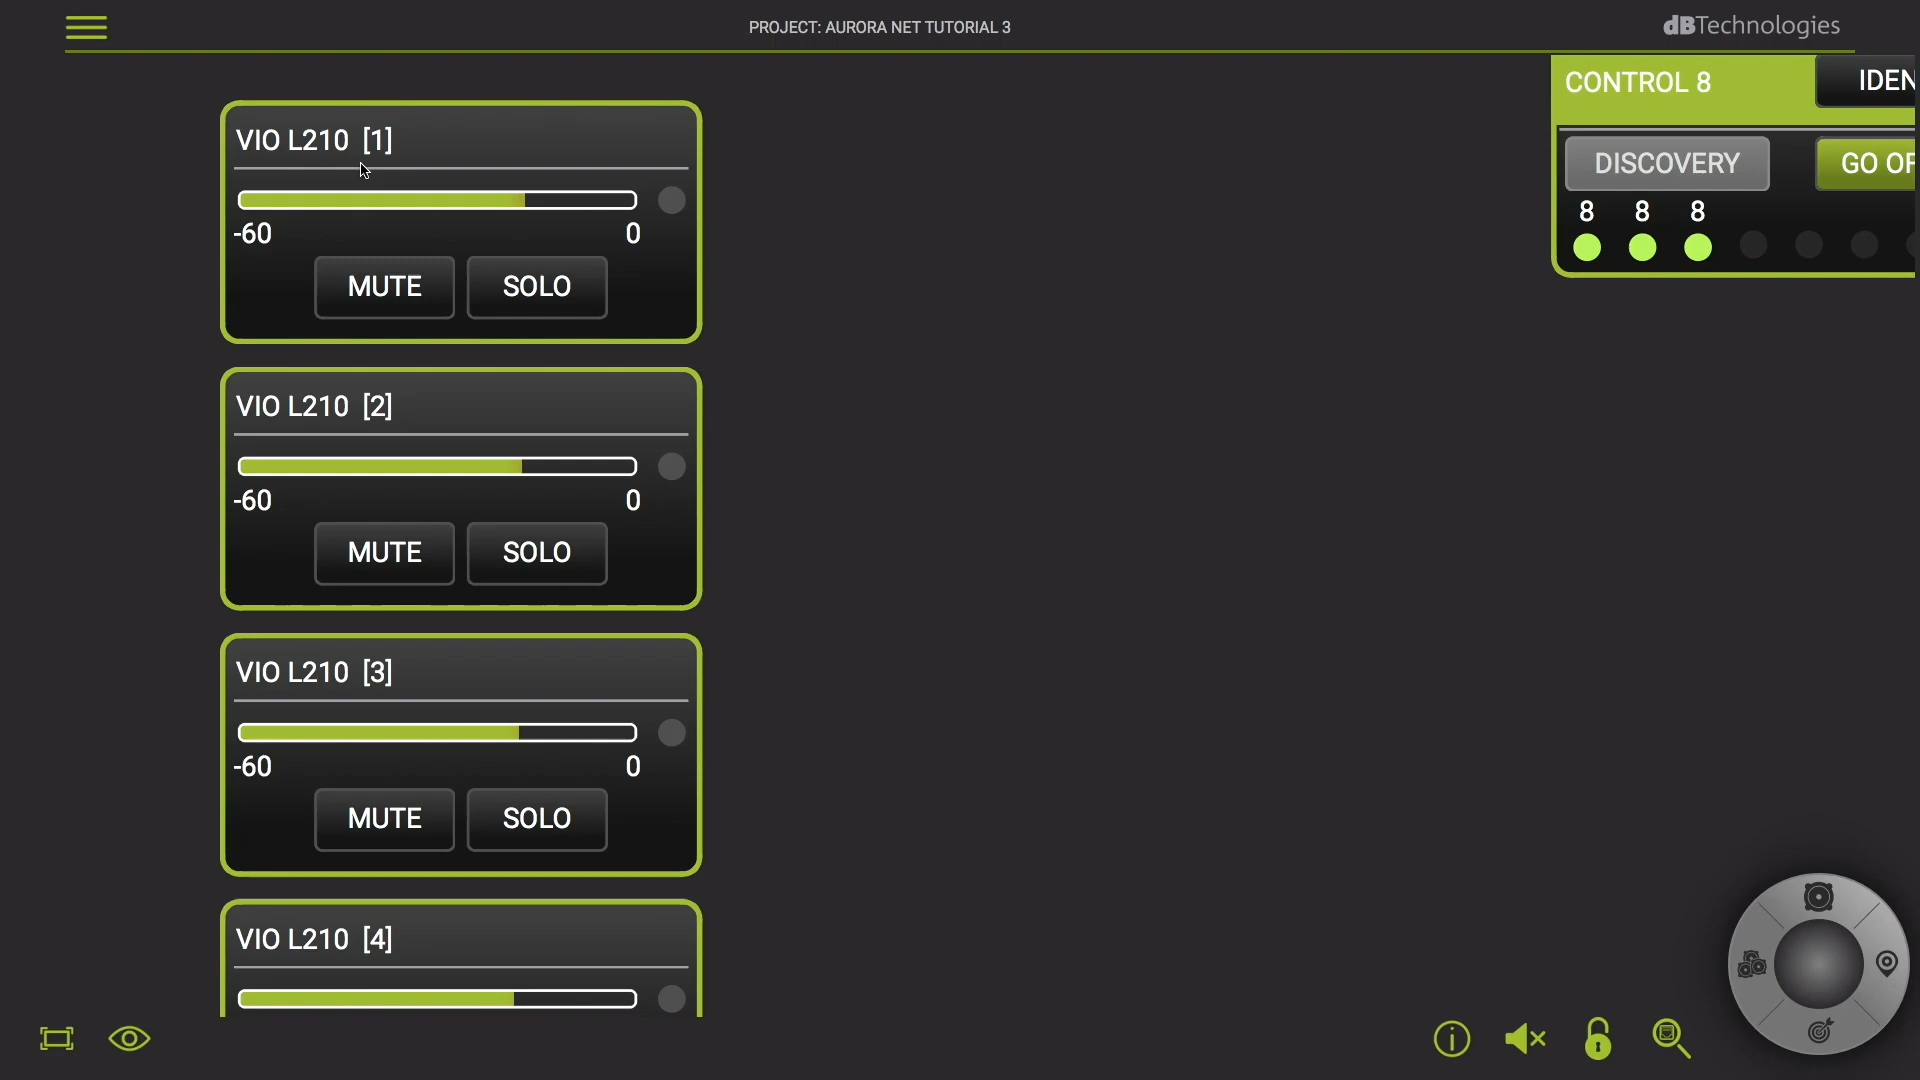 PROJECT: AURORA NET TUTORIAL 3
dBTechnologies
CONTROL 8
IDEN
DISCOVERY
GO OF
8 8 8
VIO L210 [1]
-60 0
MUTE SOLO
VIO L210 [2]
-60 0
MUTE SOLO
VIO L210 [3]
-60 0
MUTE SOLO
VIO L210 [4]